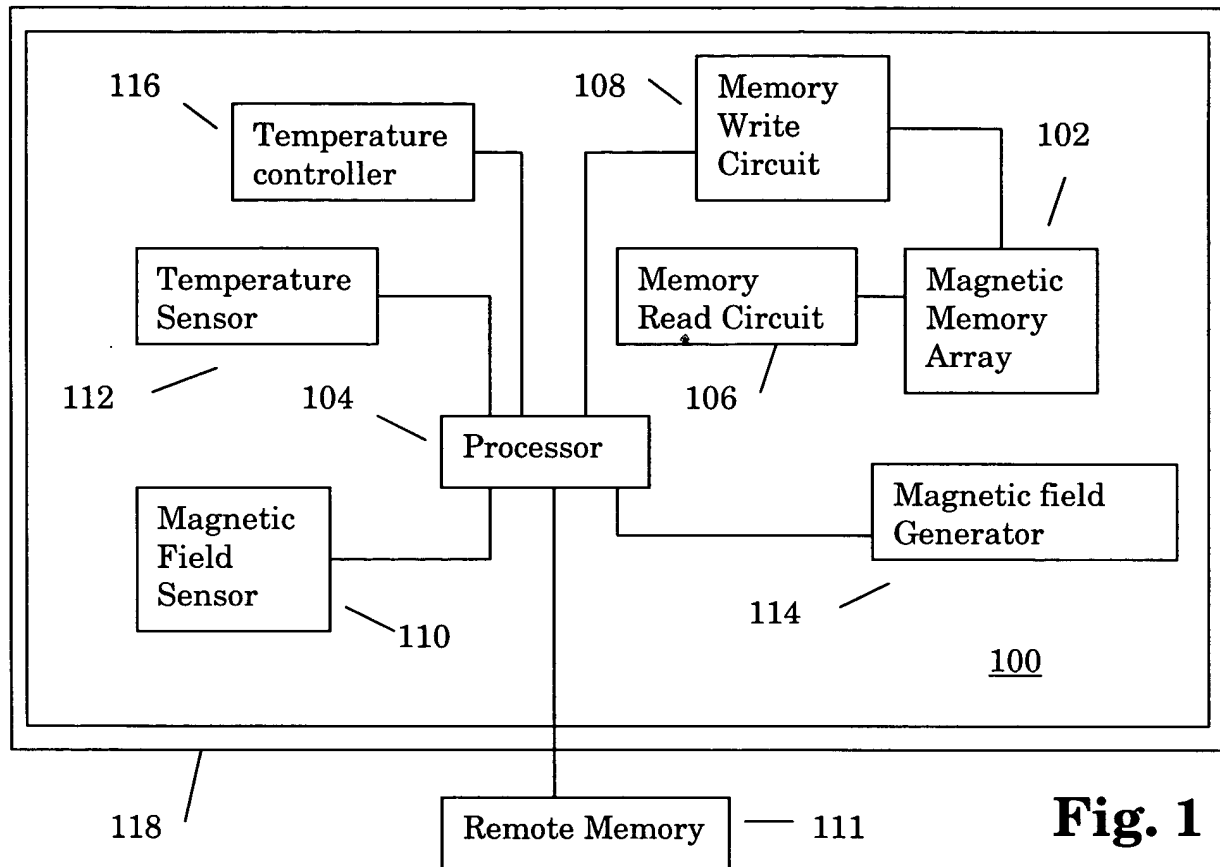 116
Temperature
controller
108
Memory
Write
Circuit
102
Temperature
Sensor
112
Memory
Read Circuit
106
Magnetic
Memory
Array
104
Processor
Magnetic
Field
Sensor
110
Magnetic field
Generator
114
100
118
Remote Memory
111
Fig. 1